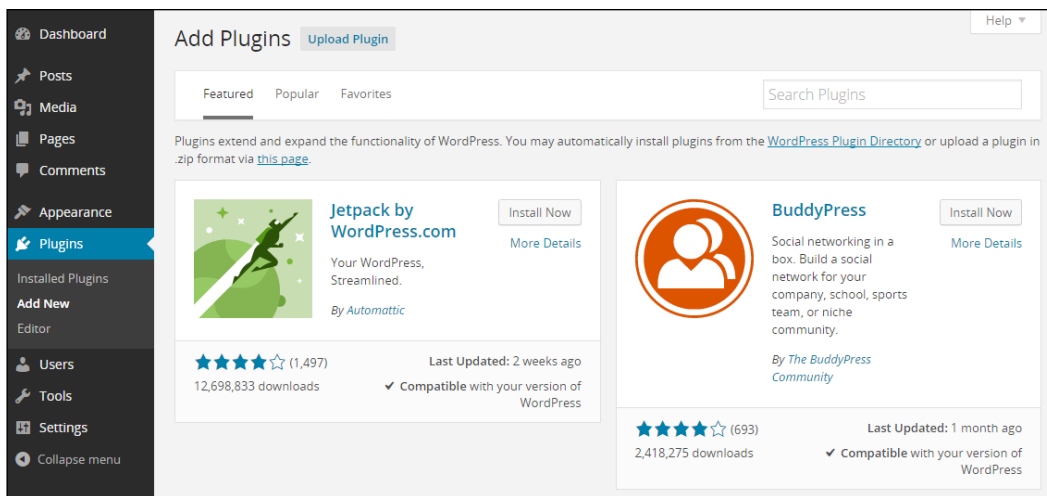 Dashboard
Posts
Media
Pages
Comments
Appearance
Plugins
Installed Plugins
Add New
Editor
Users
Tools
Settings
Collapse menu
Help
Add Plugins Upload Plugin
Featured Popular Favorites Search Plugins
Plugins extend and expand the functionality of WordPress. You may automatically install plugins from the WordPress Plugin Directory or upload a plugin in
.zip format via this page.
Jetpack by
WordPress.com
Install Now
More Details
Your WordPress,
Streamlined.
By Automattic
(1,497)
12,698,833 downloads
Last Updated: 2 weeks ago
✔ Compatible with your version of
WordPress
BuddyPress
Install Now
More Details
Social networking in a
box. Build a social
network for your
company, school, sports
team, or niche
community.
By The BuddyPress
Community
(693)
2,418,275 downloads
Last Updated: 1 month ago
✔ Compatible with your version of
WordPress